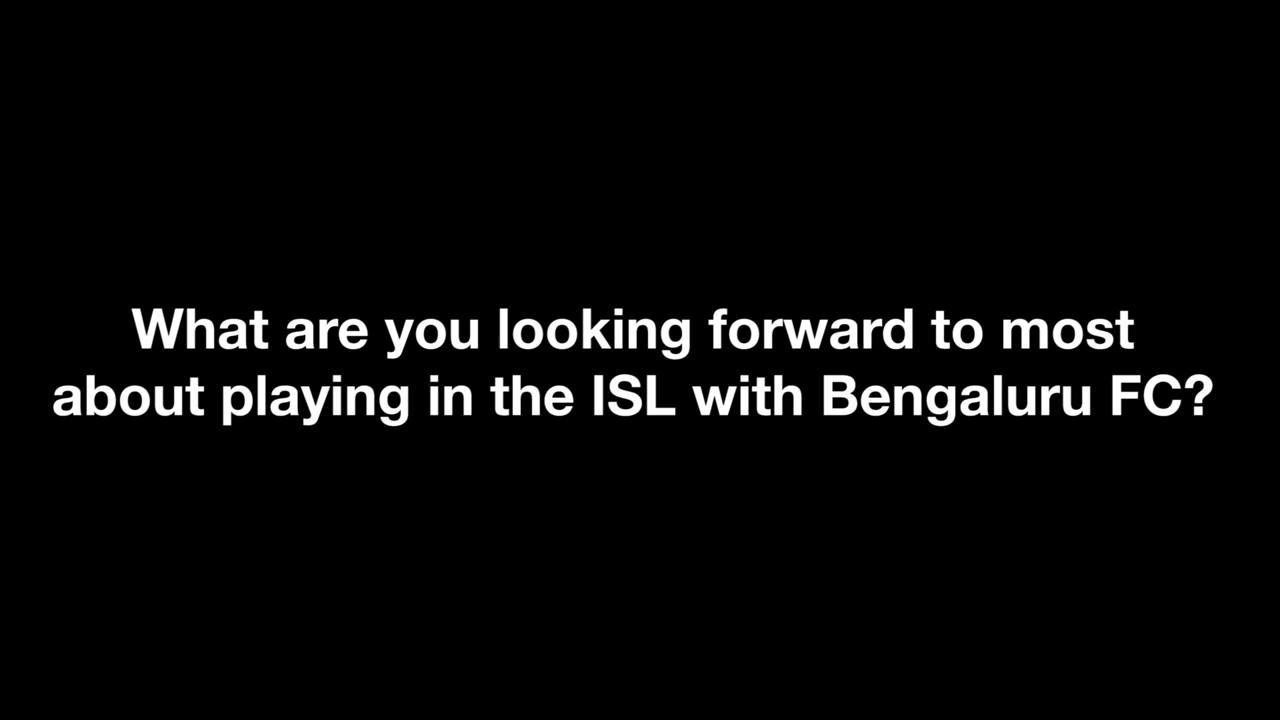 What are you looking forward to most
about playing in the ISL with Bengaluru FC?